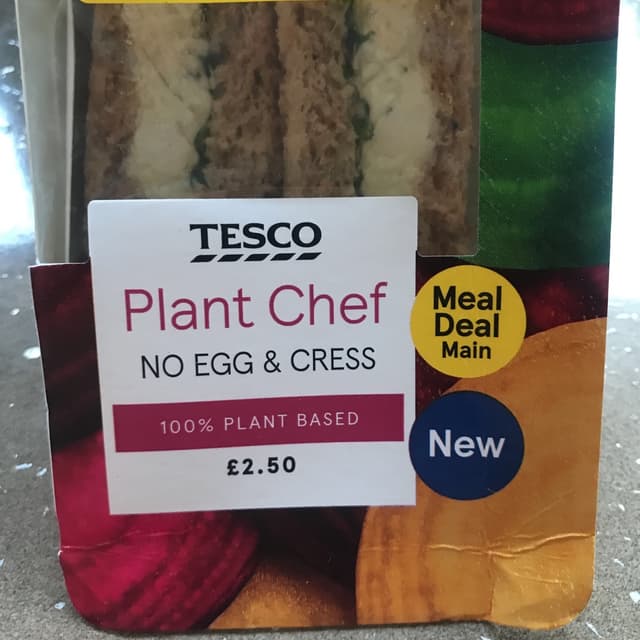 TESCO
Plant Chef
NO EGG & CRESS
100% PLANT BASED
£2.50
Meal
Deal
Main
New